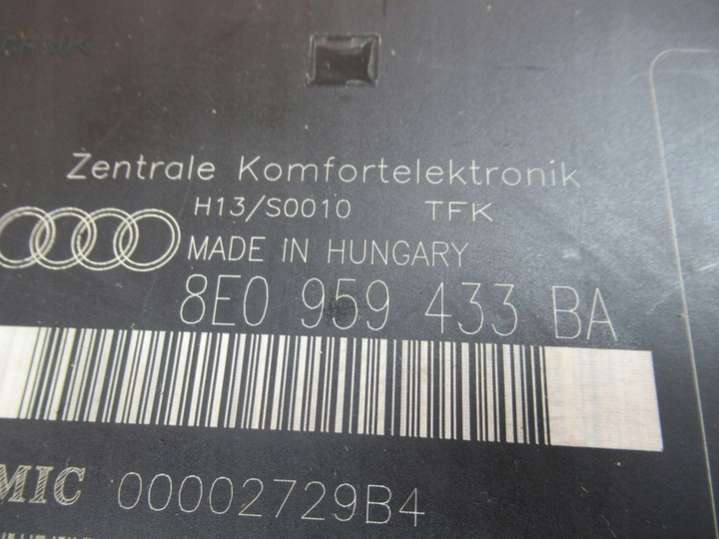 Zentrale Komfortelektronik
H13/S0010 TFK
MADE IN HUNGARY
8E0 959 433 BA
MIC 00002729B4